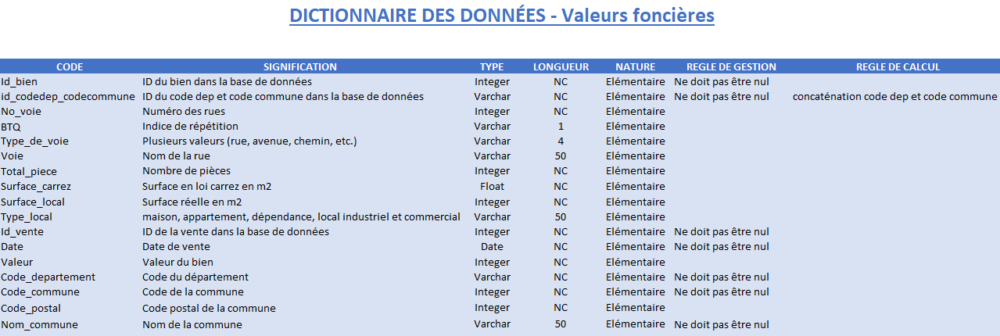 DICTIONNAIRE DES DONNÉES - Valeurs foncières
CODE SIGNIFICATION TYPE LONGUEUR NATURE REGLE DE GESTION REGLE DE CALCUL
Id_bien ID du bien dans la base de données Integer NC Elémentaire Ne doit pas être nul
id_codedep_codecommune ID du code dep et code commune dans la base de données Varchar NC Elémentaire Ne doit pas être nul concaténation code dep et code commune
No_voie Numéro des rues Integer NC Elémentaire
BTQ Indice de répétition Varchar 1 Elémentaire
Type_de_voie Plusieurs valeurs (rue, avenue, chemin, etc.) Varchar 4 Elémentaire
Voie Nom de la rue Varchar 50 Elémentaire
Total_piece Nombre de pièces Integer NC Elémentaire
Surface_carrez Surface en loi carrez en m2 Float NC Elémentaire
Surface_local Surface réelle en m2 Integer NC Elémentaire
Type_local maison, appartement, dépendance, local industriel et commercial Varchar 50 Elémentaire
Id_vente ID de la vente dans la base de données Integer NC Elémentaire Ne doit pas être nul
Date Date de vente Date NC Elémentaire Ne doit pas être nul
Valeur Valeur du bien Integer NC Elémentaire
Code_departement Code du département Varchar NC Elémentaire Ne doit pas être nul
Code_commune Code de la commune Integer NC Elémentaire Ne doit pas être nul
Code_postal Code postal de la commune Integer NC Elémentaire
Nom_commune Nom de la commune Varchar 50 Elémentaire Ne doit pas être nul